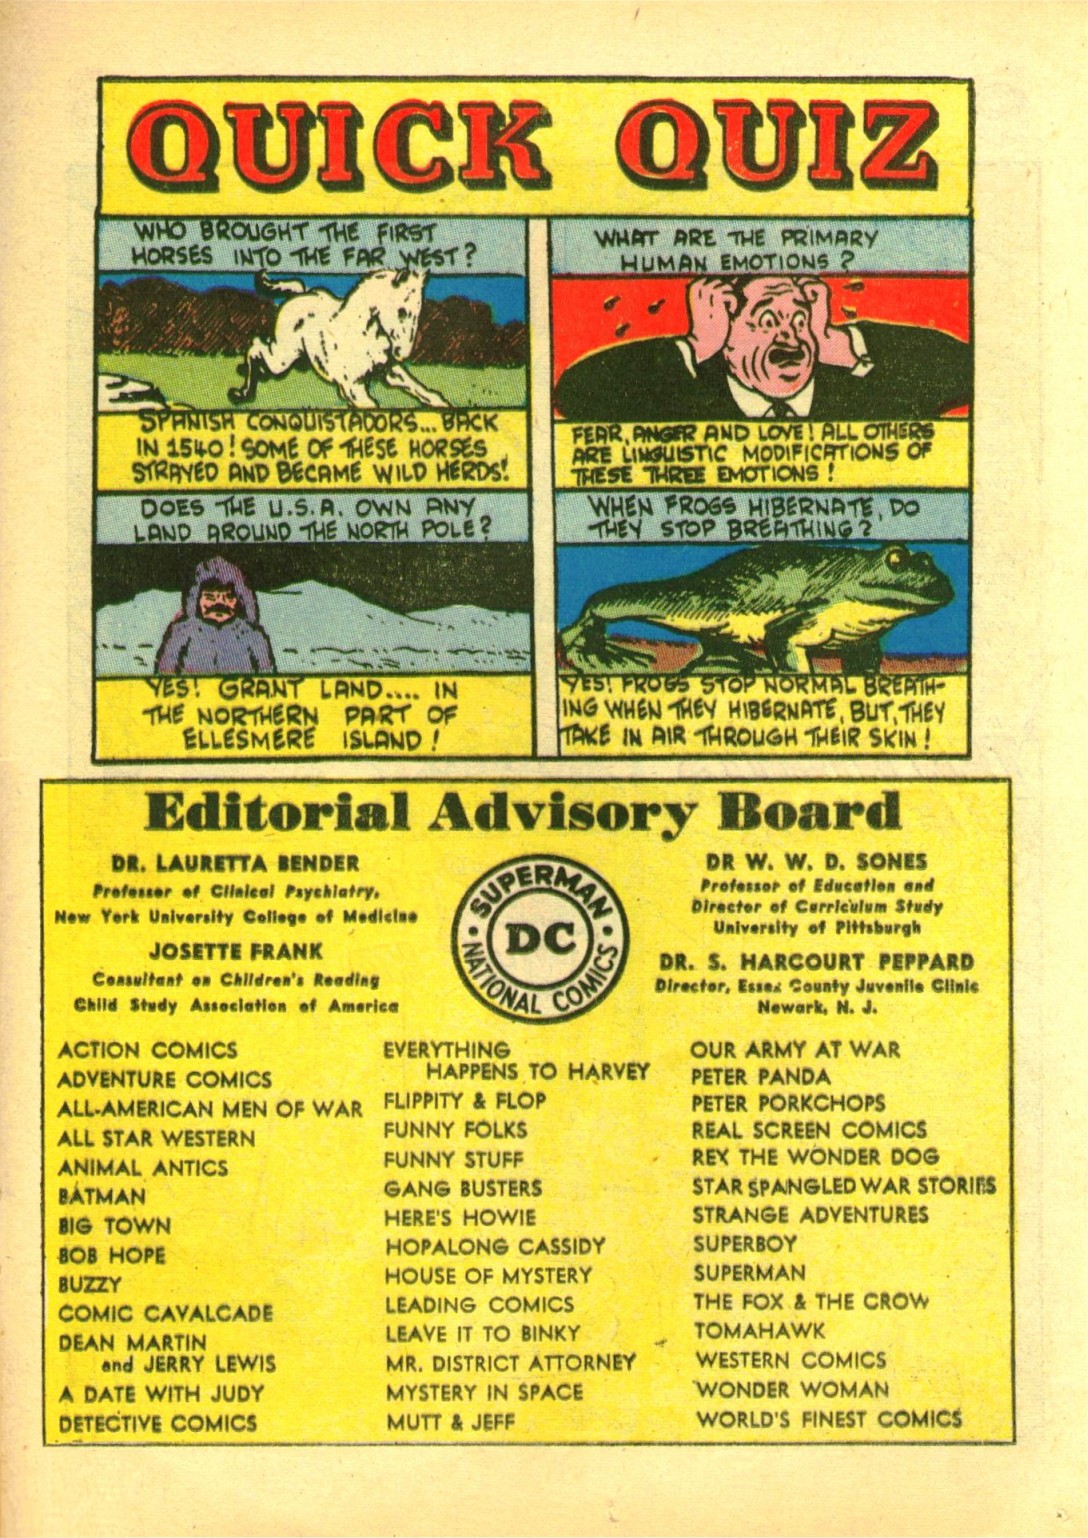 QUICK QUIZ
WHO BROUGHT THE FIRST
HORSES INTO THE FAR WEST?
SPANISH CONQUISTADORS... BACK
IN 1540! SOME OF THESE HORSES
STRAYED AND BECAME WILD HERDS!
WHAT ARE THE PRIMARY
HUMAN EMOTIONS?
FEAR, ANGER AND LOVE! ALL OTHERS
ARE LINGUISTIC MODIFICATIONS OF
THESE THREE EMOTIONS!
DOES THE U.S.A. OWN ANY
LAND AROUND THE NORTH POLE?
YES! GRANT LAND.... IN
THE NORTHERN PART OF
ELLESMERE ISLAND!
WHEN FROGS HIBERNATE, DO
THEY STOP BREATHING?
YES! FROGS STOP NORMAL BREATH-
ING WHEN THEY HIBERNATE, BUT, THEY
TAKE IN AIR THROUGH THEIR SKIN!
Editorial Advisory Board
DR. LAURETTA BENDER
Professor of Clinical Psychiatry,
New York University College of Medicine
JOSETTE FRANK
Consultant on Children's Reading
Child Study Association of America
SUPERMAN
DC
NATIONAL COMICS
DR W. W. D. SONES
Professor of Education and
Director of Curriculum Study
University of Pittsburgh
DR. S. HARCOURT PEPPARD
Director, Essex County Juvenile Clinic
Newark, N. J.
ACTION COMICS
ADVENTURE COMICS
ALL-AMERICAN MEN OF WAR
ALL STAR WESTERN
ANIMAL ANTICS
BATMAN
BIG TOWN
BOB HOPE
BUZZY
COMIC CAVALCADE
DEAN MARTIN
and JERRY LEWIS
A DATE WITH JUDY
DETECTIVE COMICS
EVERYTHING
HAPPENS TO HARVEY
FLIPPITY & FLOP
FUNNY FOLKS
FUNNY STUFF
GANG BUSTERS
HERE'S HOWIE
HOPALONG CASSIDY
HOUSE OF MYSTERY
LEADING COMICS
LEAVE IT TO BINKY
MR. DISTRICT ATTORNEY
MYSTERY IN SPACE
MUTT & JEFF
OUR ARMY AT WAR
PETER PANDA
PETER PORKCHOPS
REAL SCREEN COMICS
REX THE WONDER DOG
STAR SPANGLED WAR STORIES
STRANGE ADVENTURES
SUPERBOY
SUPERMAN
THE FOX & THE CROW
TOMAHAWK
WESTERN COMICS
WONDER WOMAN
WORLD'S FINEST COMICS